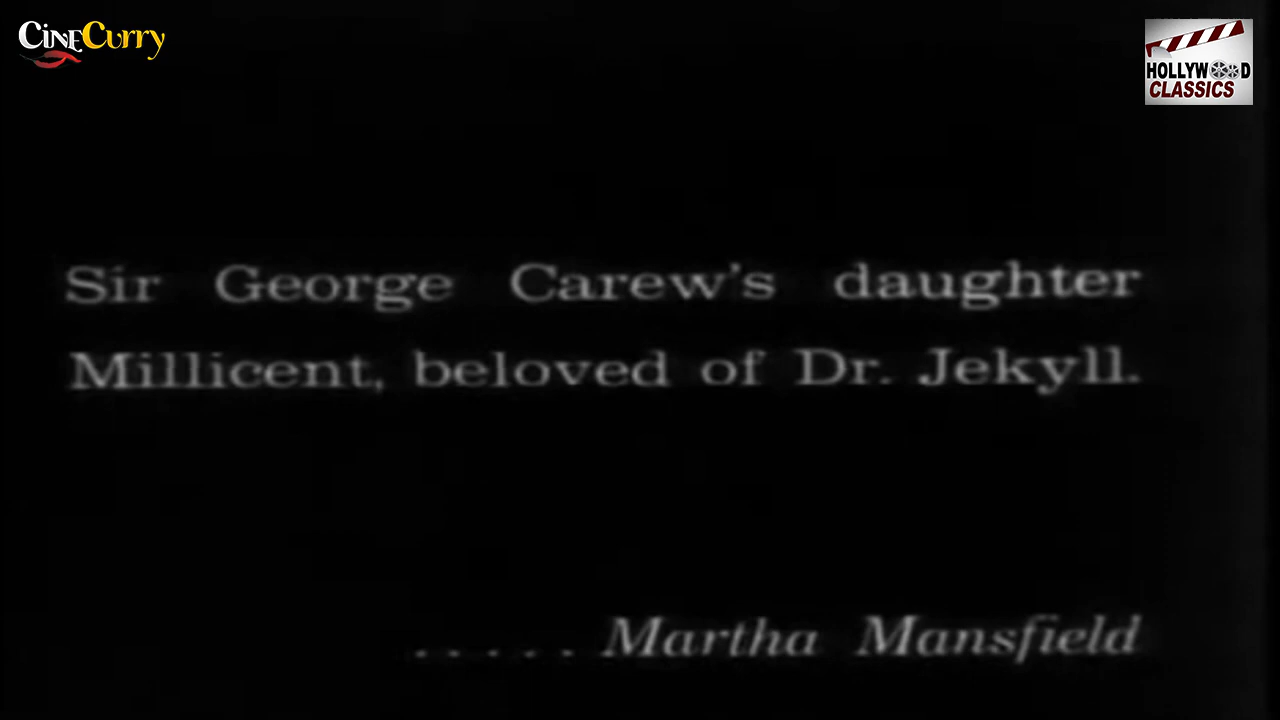 CINECURRY
HOLLYWOOD
CLASSICS
Sir George Carew's daughter
Millicent, beloved of Dr. Jekyll.
.....Martha Mansfield